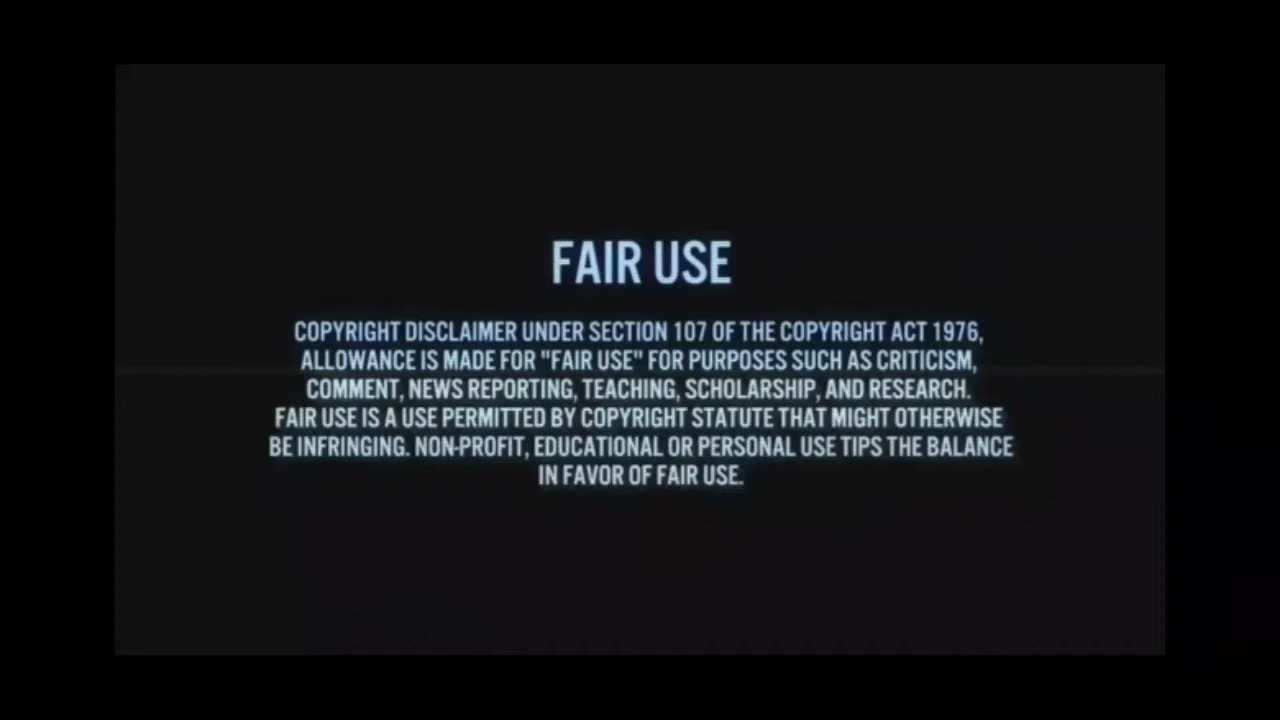 FAIR USE
COPYRIGHT DISCLAIMER UNDER SECTION 107 OF THE COPYRIGHT ACT 1976,
ALLOWANCE IS MADE FOR "FAIR USE" FOR PURPOSES SUCH AS CRITICISM,
COMMENT, NEWS REPORTING, TEACHING, SCHOLARSHIP, AND RESEARCH.
FAIR USE IS A USE PERMITTED BY COPYRIGHT STATUTE THAT MIGHT OTHERWISE
BE INFRINGING. NON-PROFIT, EDUCATIONAL OR PERSONAL USE TIPS THE BALANCE
IN FAVOR OF FAIR USE.